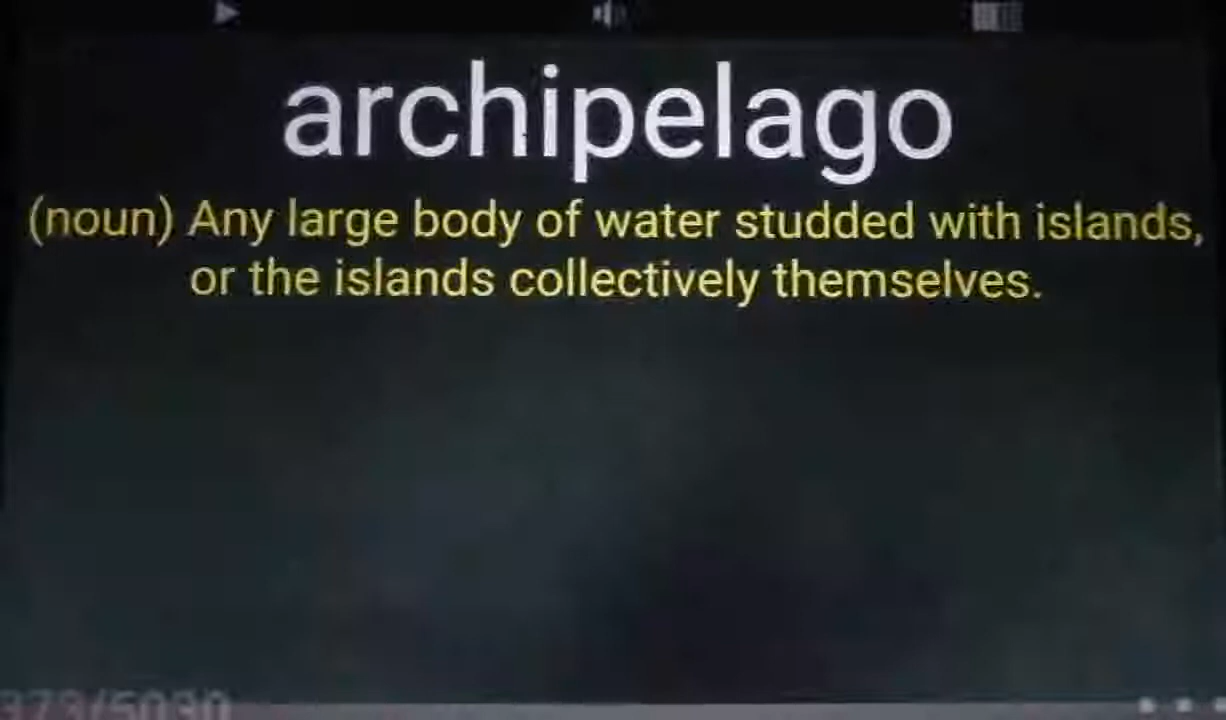 archipelago
(noun) Any large body of water studded with islands,
or the islands collectively themselves.